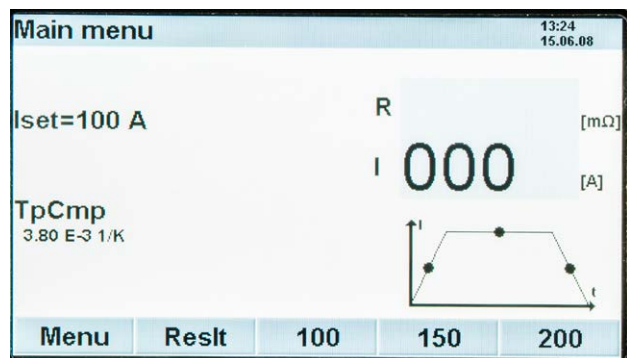 Main menu
13:24
15.06.08
Iset=100 A
R
[mΩ]
I
000
[A]
TpCmp
3.80 E-3 1/K
I
t
Menu
Reslt
100
150
200